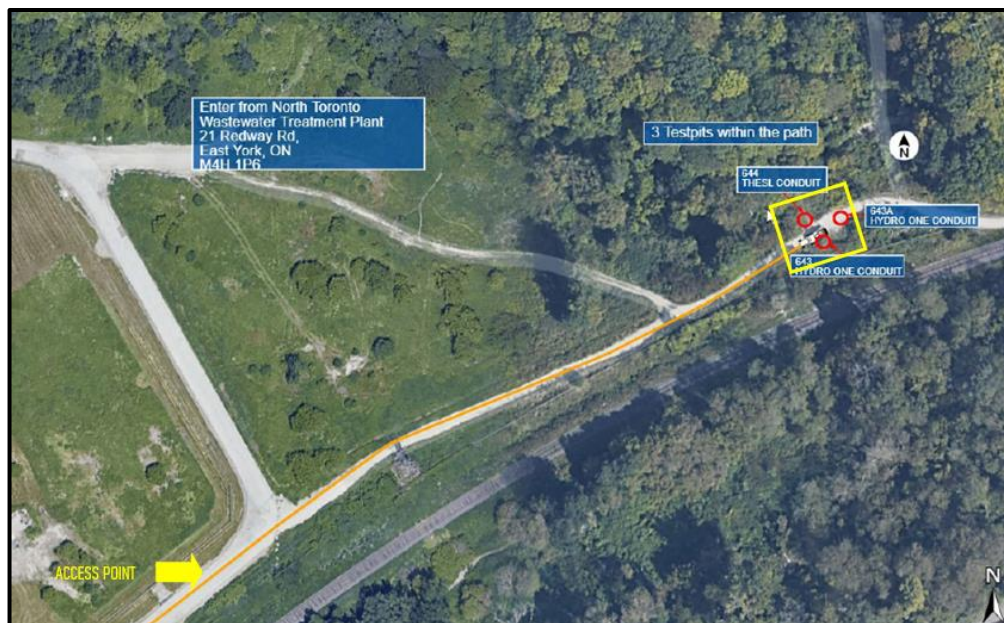 Enter from North Toronto
Wastewater Treatment Plant
21 Redway Rd,
East York, ON
M4H 1P6
3 Testpits within the path
N
644
THESL CONDUIT
643A
HYDRO ONE CONDUIT
643
HYDRO ONE CONDUIT
ACCESS POINT
N